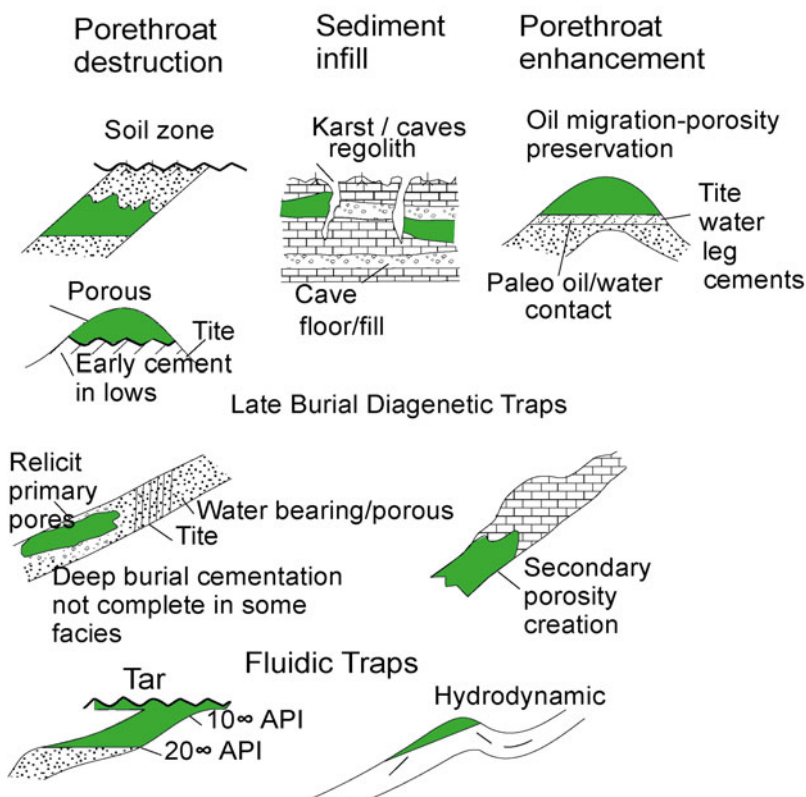 Porethroat
destruction
Sediment
infill
Porethroat
enhancement
Soil zone
Karst / caves
regolith
Oil migration-porosity
preservation
Tite
water
leg
cements
Paleo oil/water
contact
Cave
floor/fill
Porous
Tite
Early cement
in lows
Late Burial Diagenetic Traps
Relicit
primary
pores
Water bearing/porous
Tite
Deep burial cementation
not complete in some
facies
Secondary
porosity
creation
Fluidic Traps
Tar
10∞ API
20∞ API
Hydrodynamic